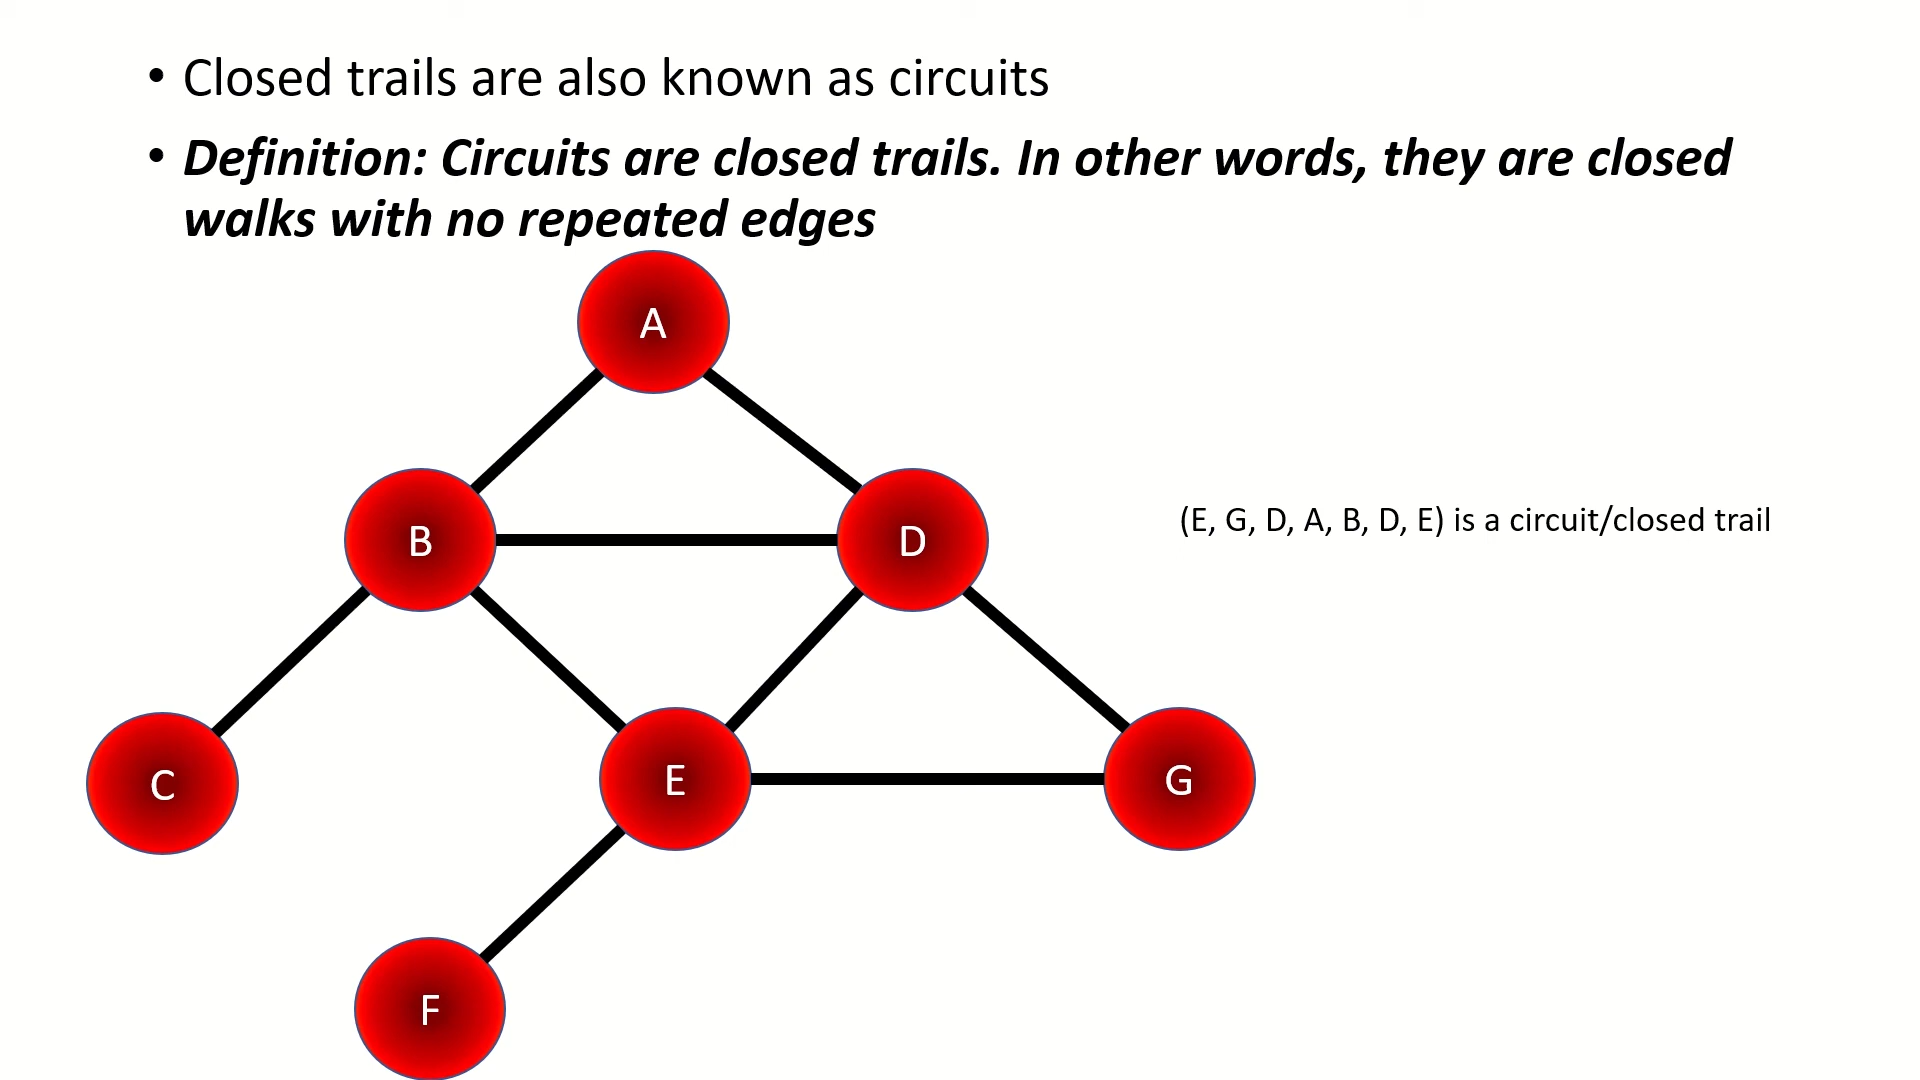 • Closed trails are also known as circuits
• Definition: Circuits are closed trails. In other words, they are closed
walks with no repeated edges
A
B
D
(E, G, D, A, B, D, E) is a circuit/closed trail
C
E
G
F